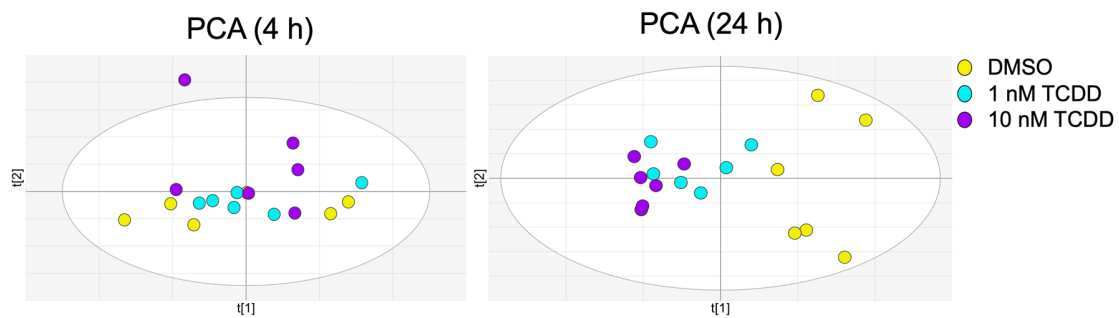 PCA (4 h)
t[2]
t[1]
PCA (24 h)
t[2]
t[1]
DMSO
1 nM TCDD
10 nM TCDD